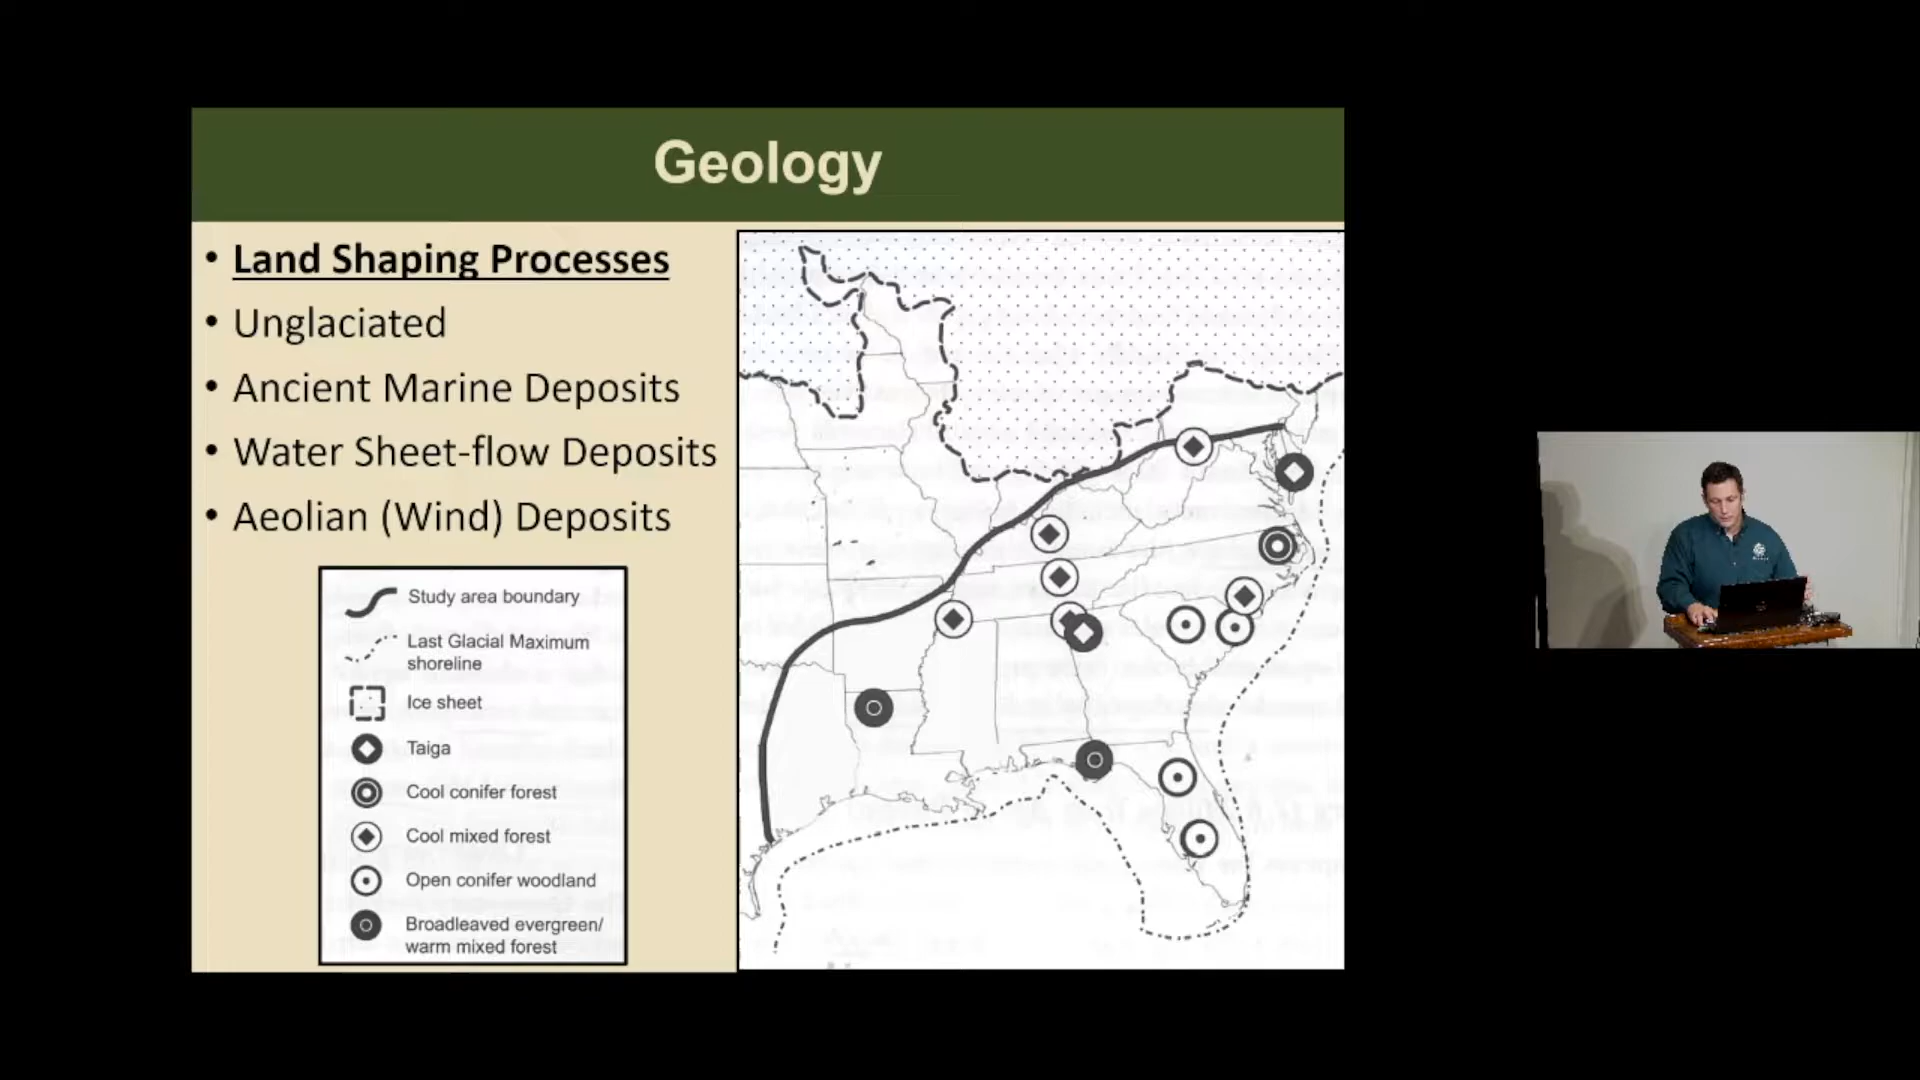 Geology
• Land Shaping Processes
• Unglaciated
• Ancient Marine Deposits
• Water Sheet-flow Deposits
• Aeolian (Wind) Deposits
Study area boundary
Last Glacial Maximum
shoreline
Ice sheet
Taiga
Cool conifer forest
Cool mixed forest
Open conifer woodland
Broadleaved evergreen/
warm mixed forest